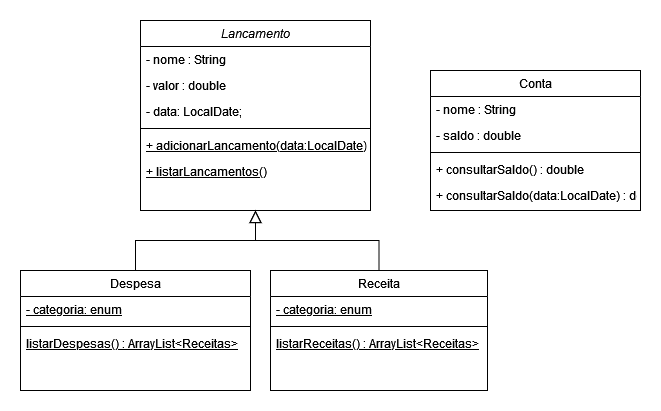 Lancamento
- nome : String
- valor : double
- data: LocalDate;
+ adicionarLancamento(data:LocalDate)
+ listarLancamentos()
Conta
- nome : String
- saldo : double
+ consultarSaldo() : double
+ consultarSaldo(data:LocalDate) : d
Despesa
- categoria: enum
listarDespesas() : ArrayList<Receitas>
Receita
- categoria: enum
listarReceitas() : ArrayList<Receitas>